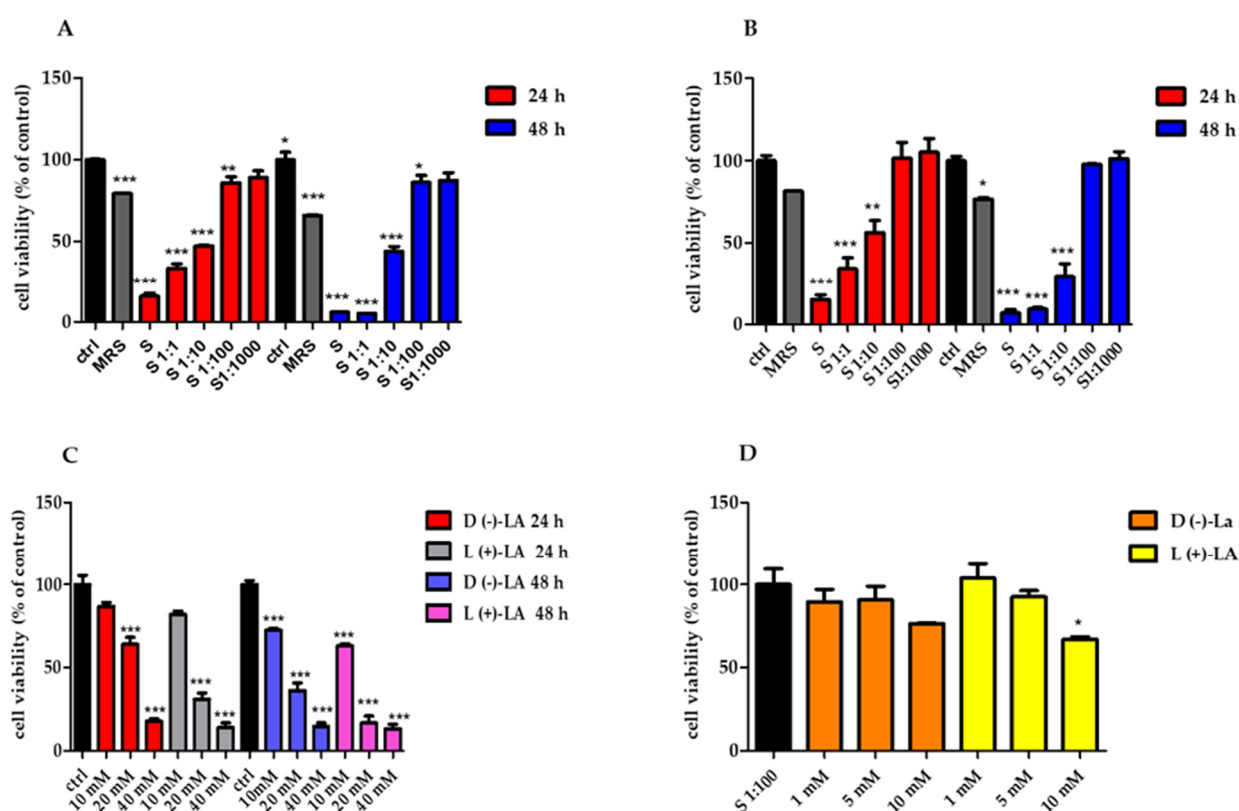 A
cell viability (% of control)
150
100
50
0
*** *** *** *** ** * *** *** *** *** *
ctrl MRS S S 1:1 S 1:10 S 1:100 S1:1000 ctrl MRS S S 1:1 S 1:10 S 1:100 S1:1000
24 h
48 h
B
cell viability (% of control)
150
100
50
0
*** *** ** * *** *** ***
ctrl MRS S S 1:1 S 1:10 S 1:100 S1:1000 ctrl MRS S S 1:1 S 1:10 S 1:100 S1:1000
24 h
48 h
C
cell viability (% of control)
150
100
50
0
*** *** *** *** *** *** *** *** *** ***
ctrl 10 mM 20 mM 40 mM 10 mM 20 mM 40 mM ctrl 10mM 20 mM 40 mM 10 mM 20 mM 40 mM
D (-)-LA 24 h
L (+)-LA 24 h
D (-)-LA 48 h
L (+)-LA 48 h
D
cell viability (% of control)
150
100
50
0
*
S 1:100 1 mM 5 mM 10 mM 1 mM 5 mM 10 mM
D (-)-La
L (+)-LA